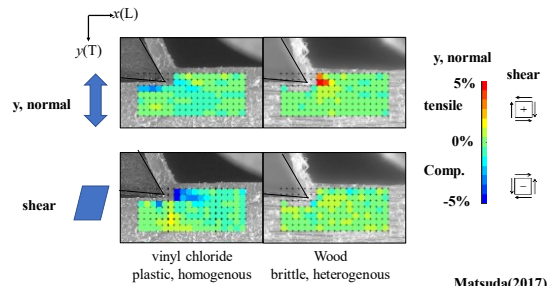 x(L)
y(T)
y, normal
shear
vinyl chloride
plastic, homogenous
Wood
brittle, heterogenous
y, normal
5%
tensile
0%
Comp.
-5%
shear
+
−
Matsuda(2017)